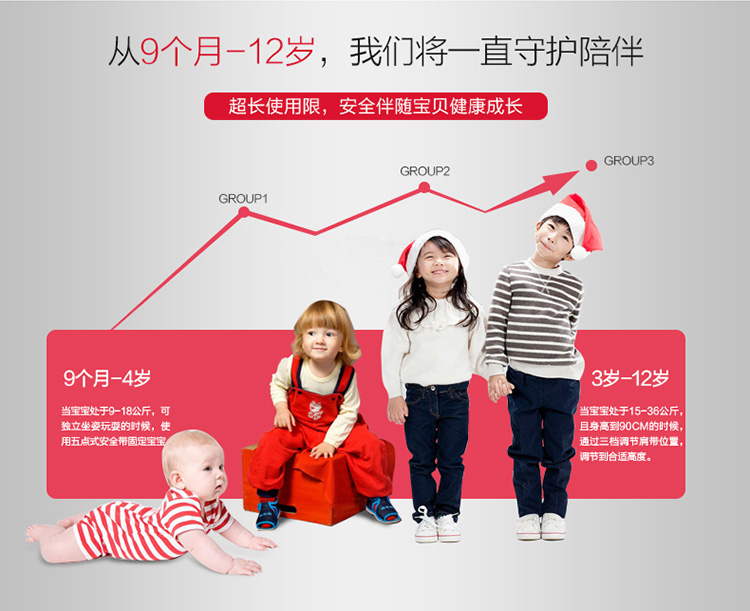 从9个月-12岁，我们将一直守护陪伴
超长使用限，安全伴随宝贝健康成长
GROUP1
GROUP2
GROUP3
9个月-4岁
当宝宝处于9-18公斤，可
独立坐姿玩耍的时候，使
用五点式安全带固定宝宝
3岁-12岁
当宝宝处于15-36公斤，
且身高到90CM的时候，
通过三档调节肩带位置，
调节到合适高度。